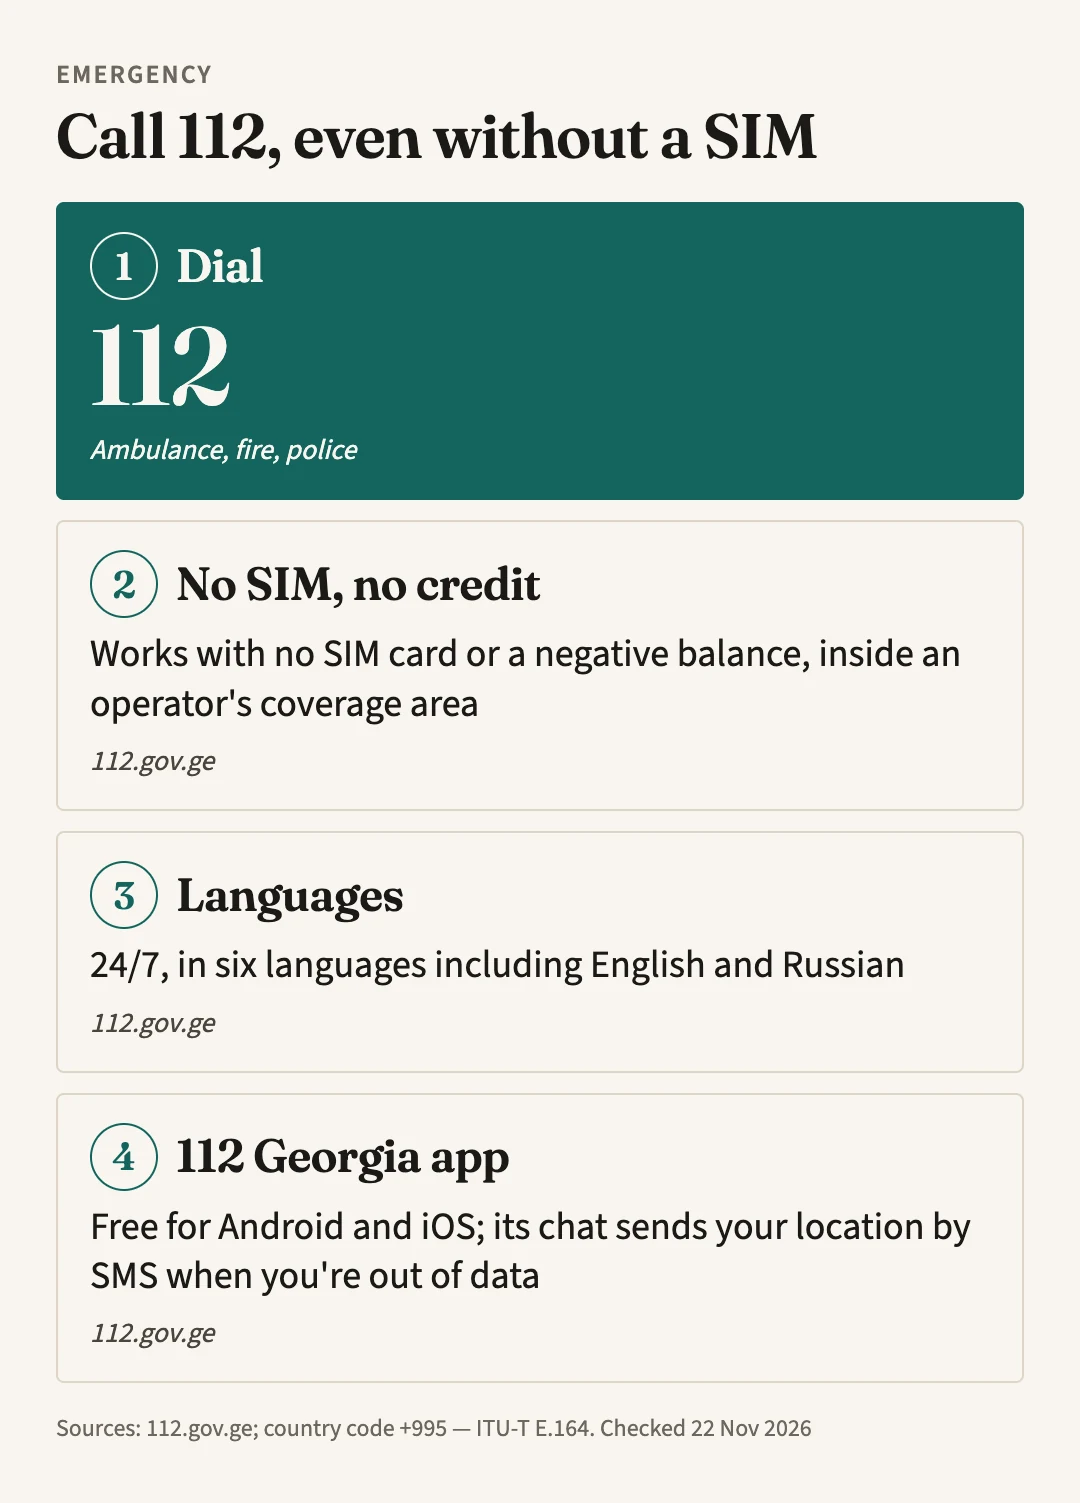 EMERGENCY
Call 112, even without a SIM
1 Dial
112
Ambulance, fire, police
2 No SIM, no credit
Works with no SIM card or a negative balance, inside an
operator's coverage area
112.gov.ge
3 Languages
24/7, in six languages including English and Russian
112.gov.ge
4 112 Georgia app
Free for Android and iOS; its chat sends your location by
SMS when you're out of data
112.gov.ge
Sources: 112.gov.ge; country code +995 — ITU-T E.164. Checked 22 Nov 2026